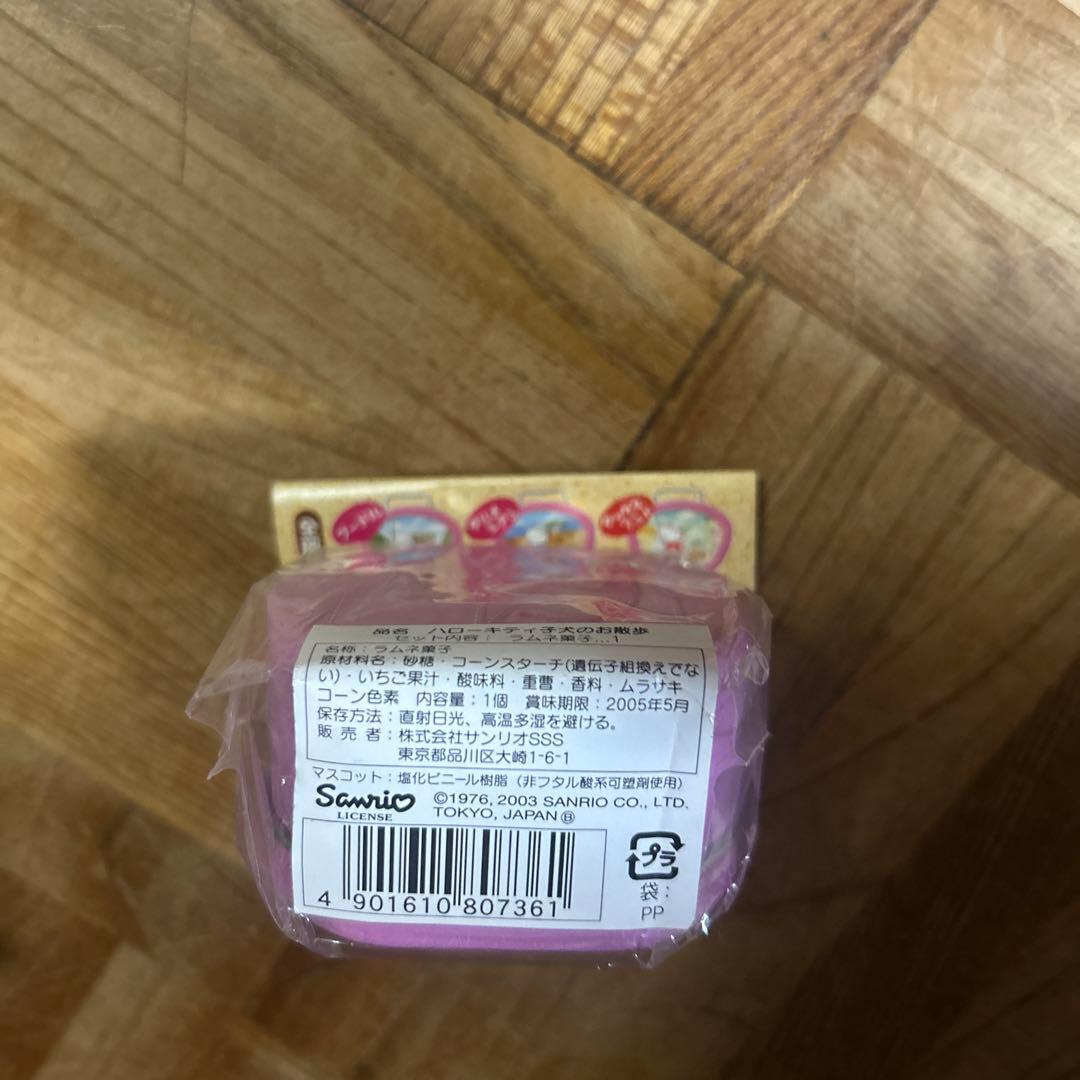 品名 ハローキティ子犬のお散歩
セット内容: ラムネ菓子…1
名称:ラムネ菓子
原材料名:砂糖・コーンスターチ(遺伝子組換えでな
い)・いちご果汁・酸味料・重曹・香料・ムラサキ
コーン色素 内容量:1個 賞味期限:2005年5月
保存方法:直射日光、高温多湿を避ける。
販売者:株式会社サンリオSSS
東京都品川区大崎1-6-1
マスコット:塩化ビニール樹脂(非フタル酸系可塑剤使用)
Sanrio
LICENSE
©1976, 2003 SANRIO CO., LTD.
TOKYO, JAPAN Ⓑ
4 901610 807361
プラ
袋:
PP